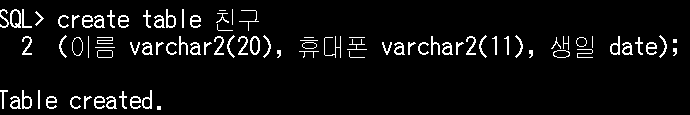 SQL> create table 친구
2 (이름 varchar2(20), 휴대폰 varchar2(11), 생일 date);
Table created.